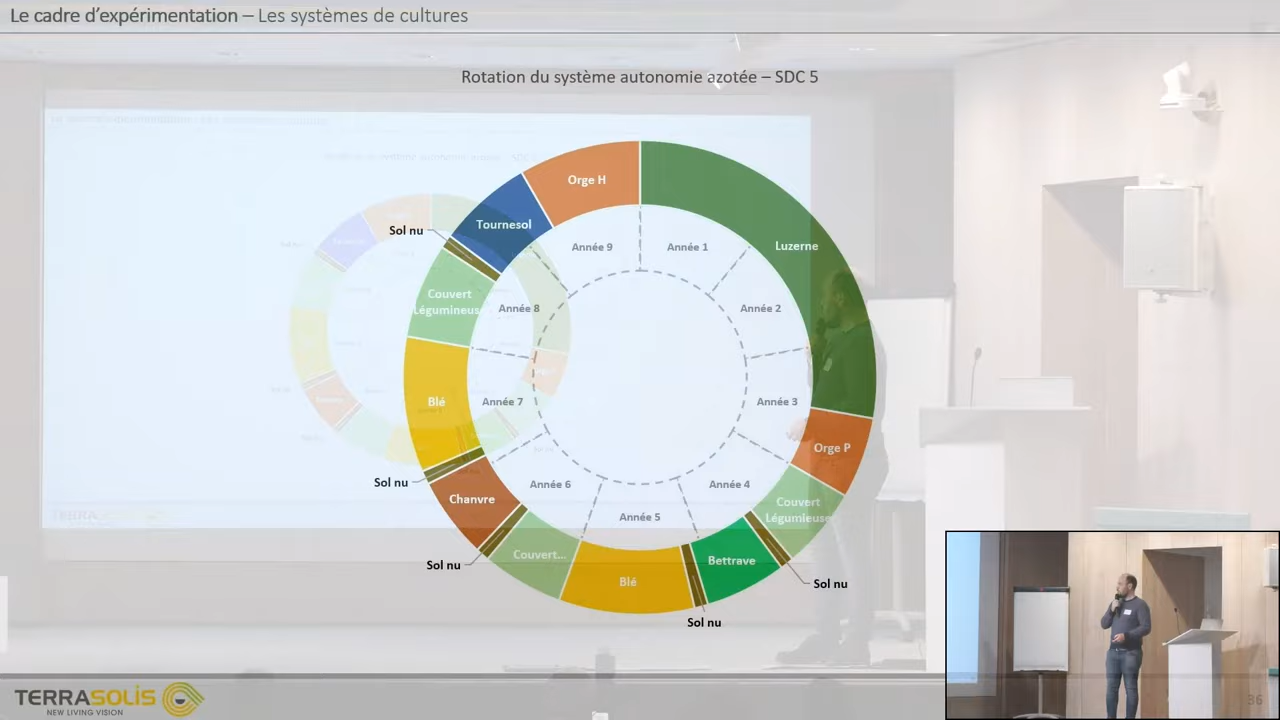 Le cadre d’expérimentation – Les systèmes de cultures
Rotation du système autonomie azotée – SDC 5
Orge H
Luzerne
Tournesol
Sol nu
Année 9
Année 1
Couvert
Légumineus
Année 8
Année 2
Blé
Année 7
Année 3
Orge P
Sol nu
Chanvre
Année 6
Année 4
Couvert
Légumieuse
Année 5
Couvert...
Bettrave
Sol nu
Blé
Sol nu
Sol nu
TERRASOLIS
NEW LIVING VISION
36